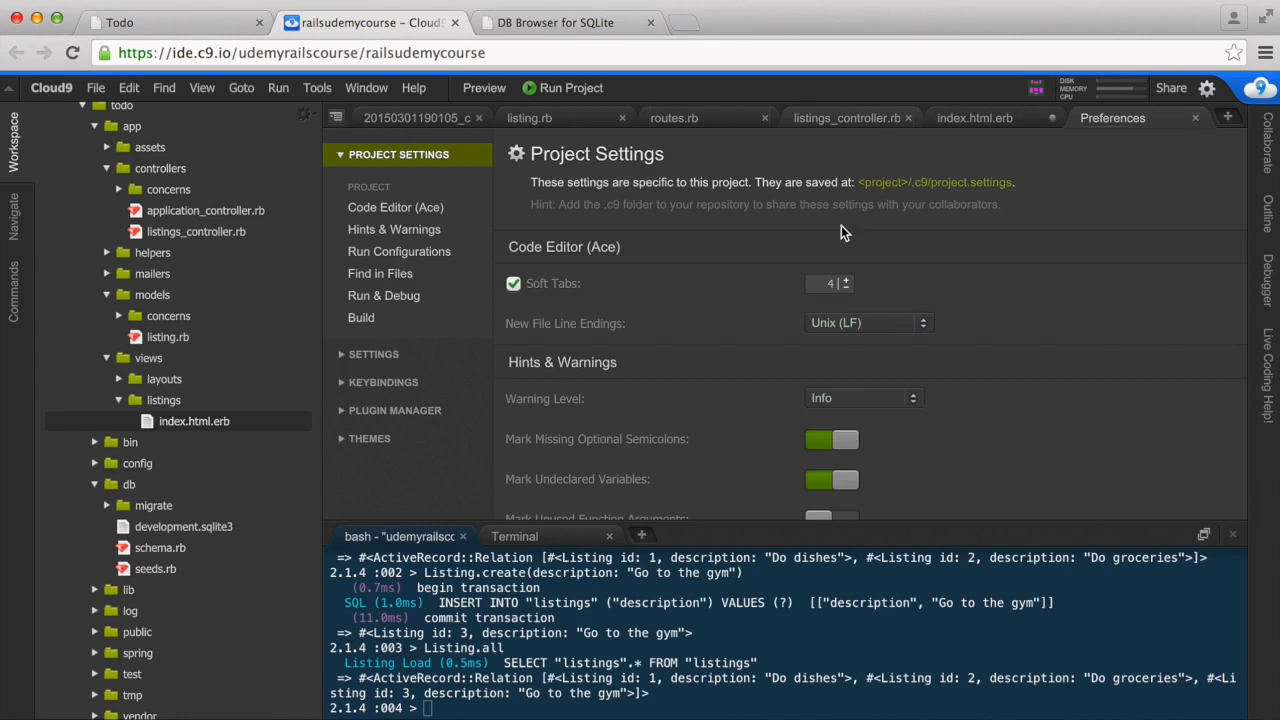 Todo
railsudemycourse – Cloud9
DB Browser for SQLite
https://ide.c9.io/udemyrailscourse/railsudemycourse
Cloud9 File Edit Find View Goto Run Tools Window Help Preview Run Project
DISK
MEMORY
CPU
Share
Workspace
Navigate
Commands
todo
app
assets
controllers
concerns
application_controller.rb
listings_controller.rb
helpers
mailers
models
concerns
listing.rb
views
layouts
listings
index.html.erb
bin
config
db
migrate
development.sqlite3
schema.rb
seeds.rb
lib
log
public
spring
test
tmp
vendor
20150301190105_c
listing.rb
routes.rb
listings_controller.rb
index.html.erb
Preferences
PROJECT SETTINGS
PROJECT
Code Editor (Ace)
Hints & Warnings
Run Configurations
Find in Files
Run & Debug
Build
SETTINGS
KEYBINDINGS
PLUGIN MANAGER
THEMES
Project Settings
These settings are specific to this project. They are saved at: <project>/.c9/project.settings.
Hint: Add the .c9 folder to your repository to share these settings with your collaborators.
Code Editor (Ace)
Soft Tabs: 4
New File Line Endings: Unix (LF)
Hints & Warnings
Warning Level: Info
Mark Missing Optional Semicolons:
Mark Undeclared Variables:
Mark Unused Function Arguments:
Collaborate
Outline
Debugger
Live Coding Help!
bash - "udemyrailsco
Terminal
=> #<ActiveRecord::Relation [#<Listing id: 1, description: "Do dishes">, #<Listing id: 2, description: "Do groceries">]>
2.1.4 :002 > Listing.create(description: "Go to the gym")
(0.7ms) begin transaction
SQL (1.0ms) INSERT INTO "listings" ("description") VALUES (?) [["description", "Go to the gym"]]
(11.0ms) commit transaction
=> #<Listing id: 3, description: "Go to the gym">
2.1.4 :003 > Listing.all
Listing Load (0.5ms) SELECT "listings".* FROM "listings"
=> #<ActiveRecord::Relation [#<Listing id: 1, description: "Do dishes">, #<Listing id: 2, description: "Do groceries">, #<Li
sting id: 3, description: "Go to the gym">]>
2.1.4 :004 >